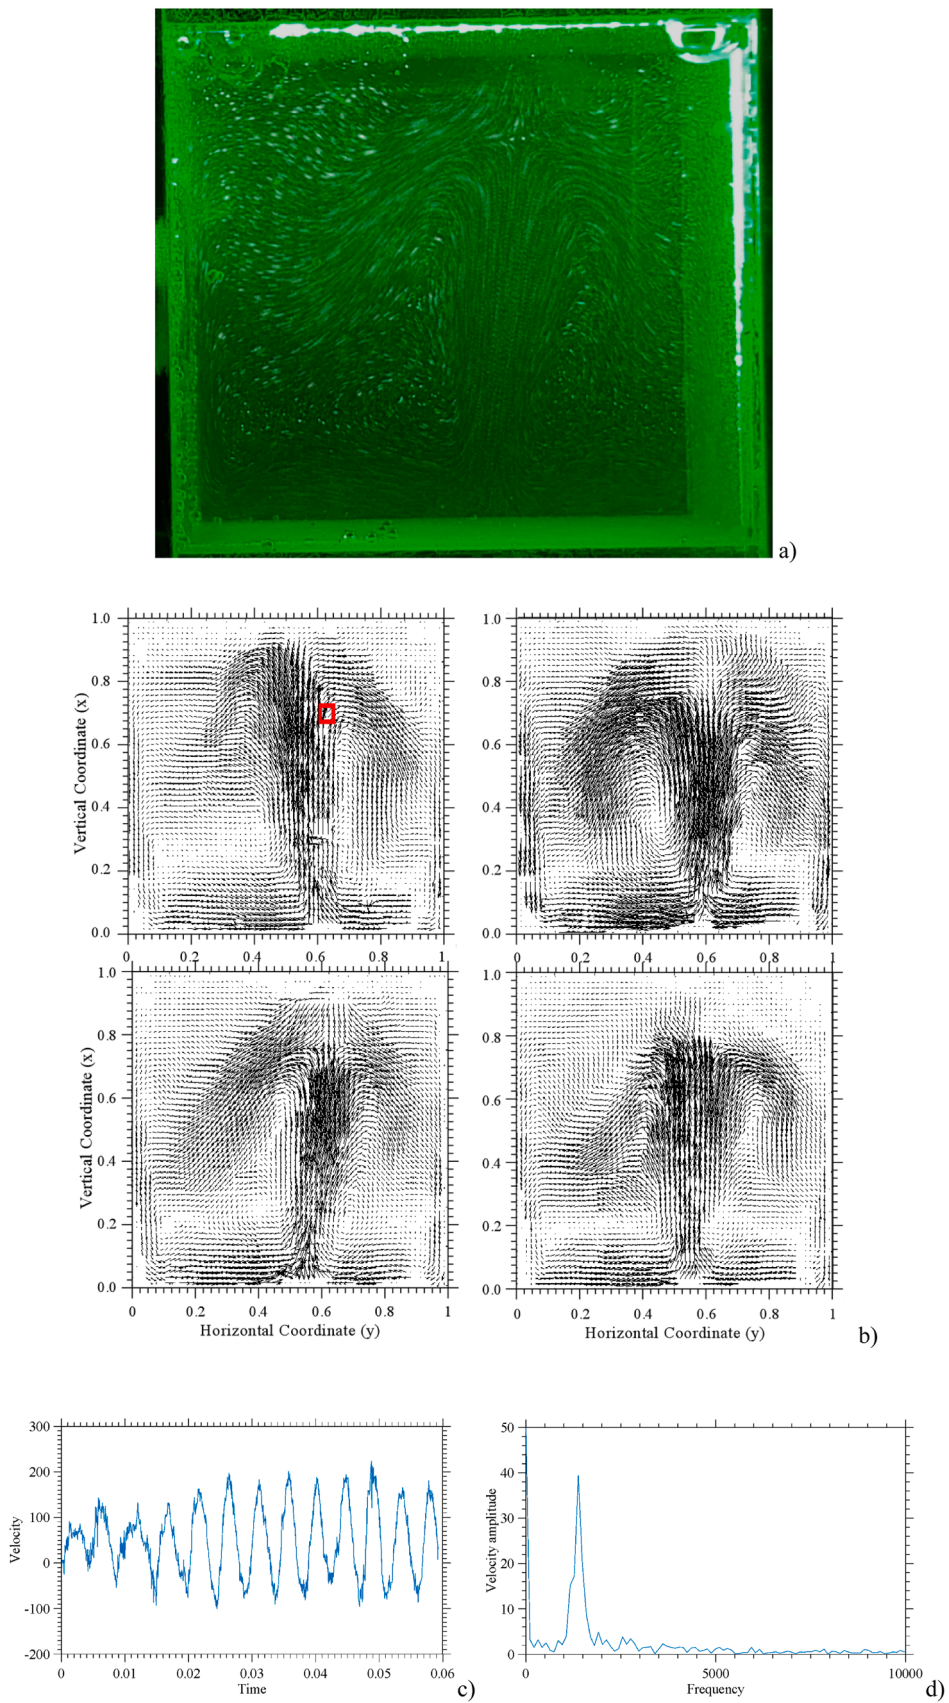 a)
1.0 1.0
0.8 0.8
0.6 0.6
0.4 0.4
0.2 0.2
0.0 0.0
Vertical Coordinate (x)
0 0.2 0.4 0.6 0.8 1 0 0.2 0.4 0.6 0.8 1
1.0 1.0
0.8 0.8
0.6 0.6
0.4 0.4
0.2 0.2
0.0 0.0
Vertical Coordinate (x)
0 0.2 0.4 0.6 0.8 1 0 0.2 0.4 0.6 0.8 1
Horizontal Coordinate (y) Horizontal Coordinate (y)
b)
300
200
100
0
-100
-200
Velocity
0 0.01 0.02 0.03 0.04 0.05 0.06
Time
c)
50
40
30
20
10
0
Velocity amplitude
0 5000 10000
Frequency
d)